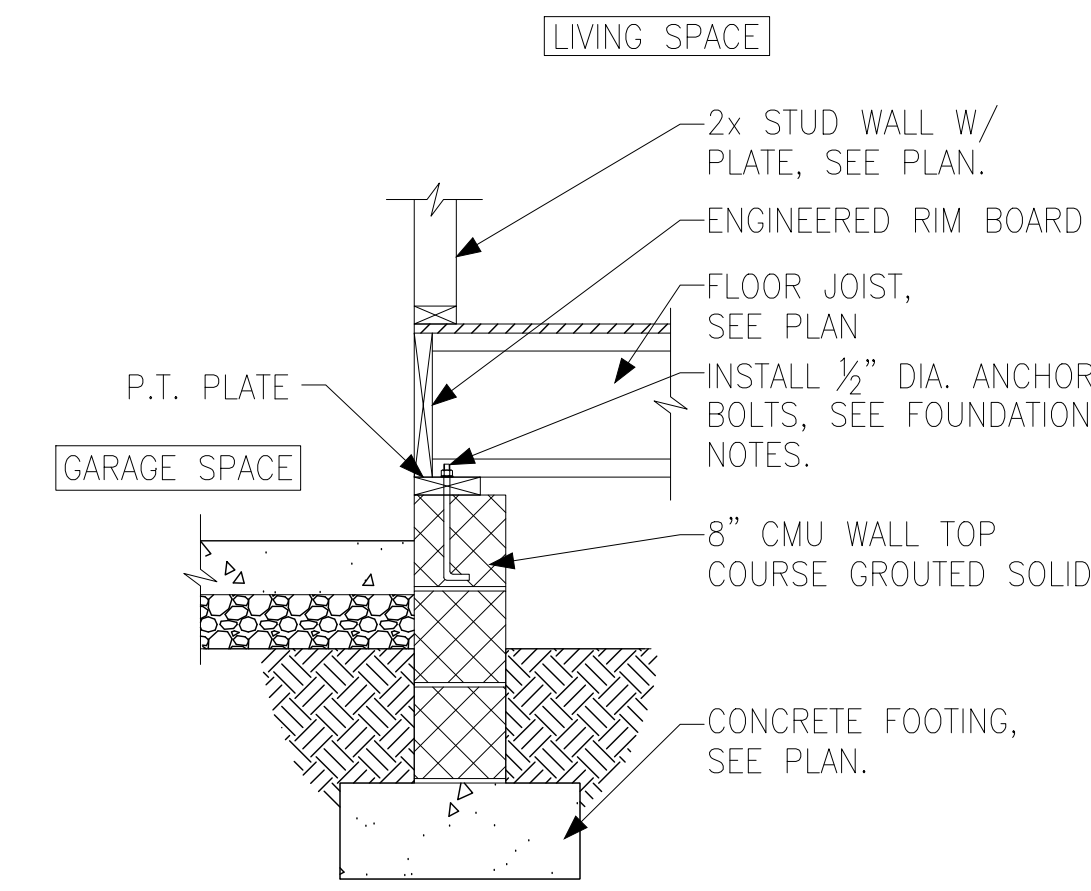 LIVING SPACE
2x STUD WALL W/
PLATE, SEE PLAN.
ENGINEERED RIM BOARD
FLOOR JOIST,
SEE PLAN
P.T. PLATE
INSTALL ½” DIA. ANCHOR
BOLTS, SEE FOUNDATION
NOTES.
GARAGE SPACE
8” CMU WALL TOP
COURSE GROUTED SOLID
CONCRETE FOOTING,
SEE PLAN.